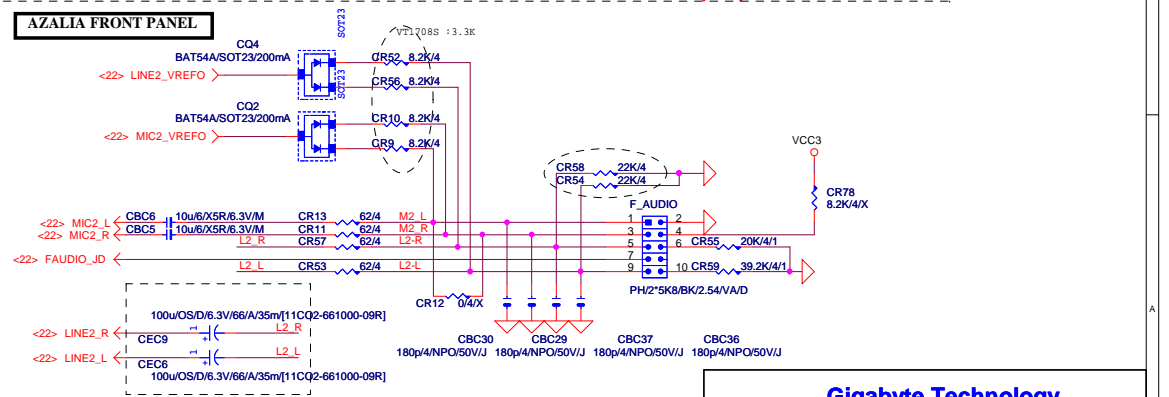 AZALIA FRONT PANEL
SOT23
VT1708S :3.3K
CQ4
BAT54A/SOT23/200mA
CR52 8.2K/4
<22> LINE2_VREFO
SOT23
CR56 8.2K/4
CQ2
BAT54A/SOT23/200mA
CR10 8.2K/4
<22> MIC2_VREFO
CR9 8.2K/4
VCC3
CR58 22K/4
CR54 22K/4
CR78
8.2K/4/X
F_AUDIO
<22> MIC2_L CBC6 10u/6/X5R/6.3V/M CR13 62/4 M2_L 1 2
<22> MIC2_R CBC5 10u/6/X5R/6.3V/M CR11 62/4 M2_R 3 4
L2_R CR57 62/4 L2-R 5 6 CR55 20K/4/1
<22> FAUDIO_JD 7
L2_L CR53 62/4 L2-L 9 10 CR59 39.2K/4/1
PH/2*5K8/BK/2.54/VA/D
CR12 0/4/X
100u/OS/D/6.3V/66/A/35m/[11CO2-661000-09R]
<22> LINE2_R 1 L2_R
CEC9 +
CBC30 CBC29 CBC37 CBC36
180p/4/NPO/50V/J 180p/4/NPO/50V/J 180p/4/NPO/50V/J 180p/4/NPO/50V/J
<22> LINE2_L 1 L2_L
CEC6 +
100u/OS/D/6.3V/66/A/35m/[11CO2-661000-09R]
A
Gigabyte Technology